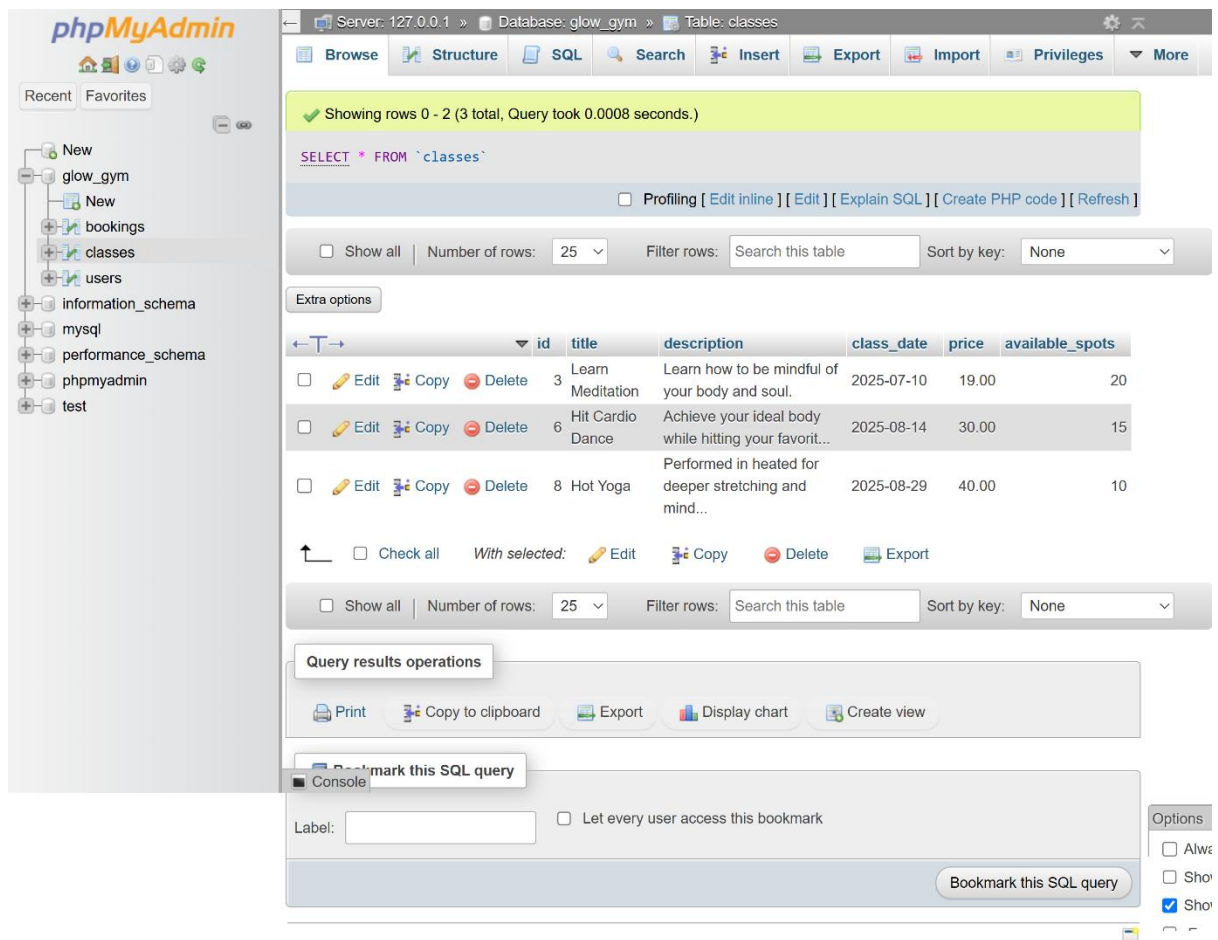 phpMyAdmin
Recent Favorites
New
glow_gym
New
bookings
classes
users
information_schema
mysql
performance_schema
phpmyadmin
test
Server: 127.0.0.1 » Database: glow_gym » Table: classes
Browse Structure SQL Search Insert Export Import Privileges More
Showing rows 0 - 2 (3 total, Query took 0.0008 seconds.)
SELECT * FROM `classes`
Profiling [ Edit inline ] [ Edit ] [ Explain SQL ] [ Create PHP code ] [ Refresh ]
Show all | Number of rows: 25 Filter rows: Search this table Sort by key: None
Extra options
←T→ id title description class_date price available_spots
Edit Copy Delete 3 Learn Meditation Learn how to be mindful of your body and soul. 2025-07-10 19.00 20
Edit Copy Delete 6 Hit Cardio Dance Achieve your ideal body while hitting your favorit... 2025-08-14 30.00 15
Edit Copy Delete 8 Hot Yoga Performed in heated for deeper stretching and mind... 2025-08-29 40.00 10
Check all With selected: Edit Copy Delete Export
Show all | Number of rows: 25 Filter rows: Search this table Sort by key: None
Query results operations
Print Copy to clipboard Export Display chart Create view
Bookmark this SQL query
Console
Label: Let every user access this bookmark
Bookmark this SQL query
Options